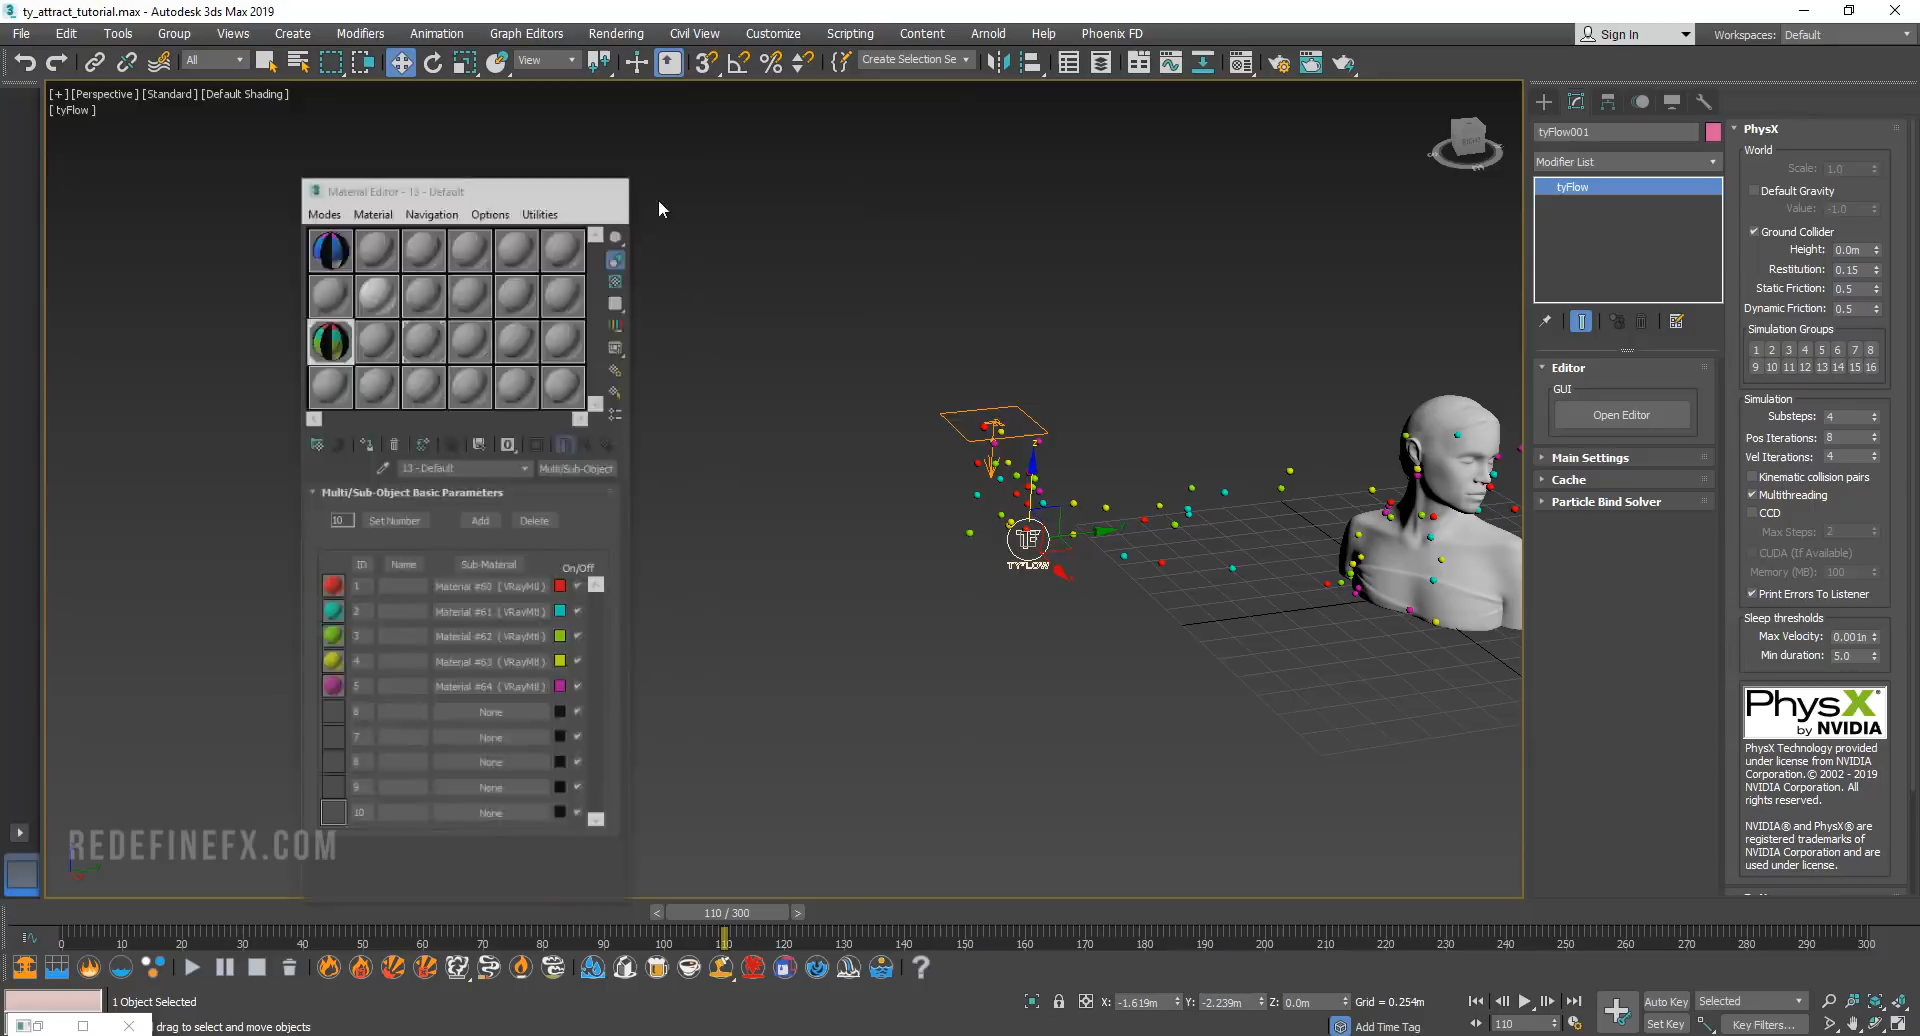 ty_attract_tutorial.max - Autodesk 3ds Max 2019
File Edit Tools Group Views Create Modifiers Animation Graph Editors Rendering Civil View Customize Scripting Content Arnold Help Phoenix FD
Sign In
Workspaces: Default
All
View
Create Selection Se
[+] [Perspective] [Standard] [Default Shading]
[ tyFlow ]
RIGHT
Material Editor - 13 - Default
Modes Material Navigation Options Utilities
13 - Default
Multi/Sub-Object
Multi/Sub-Object Basic Parameters
10 Set Number Add Delete
ID Name Sub-Material On/Off
1 Material #60 ( VRayMtl )
2 Material #61 ( VRayMtl )
3 Material #62 ( VRayMtl )
4 Material #63 ( VRayMtl )
5 Material #64 ( VRayMtl )
6 None
7 None
8 None
9 None
10 None
z
TYFLOW
REDEFINEFX.COM
tyFlow001
Modifier List
tyFlow
Editor
GUI
Open Editor
Main Settings
Cache
Particle Bind Solver
PhysX
World
Scale: 1.0
Default Gravity
Value: -1.0
Ground Collider
Height: 0.0m
Restitution: 0.15
Static Friction: 0.5
Dynamic Friction: 0.5
Simulation Groups
1 2 3 4 5 6 7 8
9 10 11 12 13 14 15 16
Simulation
Substeps: 4
Pos Iterations: 8
Vel Iterations: 4
Kinematic collision pairs
Multithreading
CCD
Max Steps: 2
CUDA (If Available)
Memory (MB): 100
Print Errors To Listener
Sleep thresholds
Max Velocity: 0.001m
Min duration: 5.0
PhysX
by NVIDIA
PhysX Technology provided
under license from NVIDIA
Corporation. © 2002 - 2019
NVIDIA Corporation. All
rights reserved.
NVIDIA® and PhysX® are
registered trademarks of
NVIDIA Corporation and are
used under license.
< 110 / 300 >
0 10 20 30 40 50 60 70 80 90 100 110 120 130 140 150 160 170 180 190 200 210 220 230 240 250 260 270 280 290 300
1 Object Selected
drag to select and move objects
X: -1.619m Y: -2.239m Z: 0.0m Grid = 0.254m
Add Time Tag
110
Auto Key
Selected
Set Key
Key Filters...